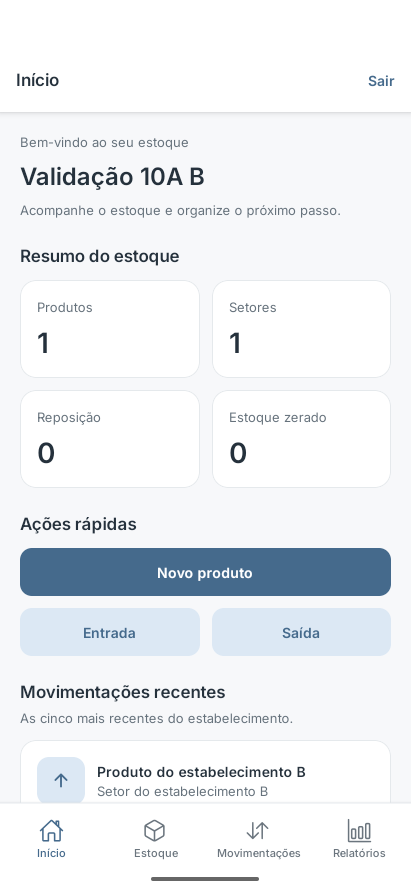 Início
Sair
Bem-vindo ao seu estoque
Validação 10A B
Acompanhe o estoque e organize o próximo passo.
Resumo do estoque
Produtos
1
Setores
1
Reposição
0
Estoque zerado
0
Ações rápidas
Novo produto
Entrada
Saída
Movimentações recentes
As cinco mais recentes do estabelecimento.
Produto do estabelecimento B
Setor do estabelecimento B
Início
Estoque
Movimentações
Relatórios